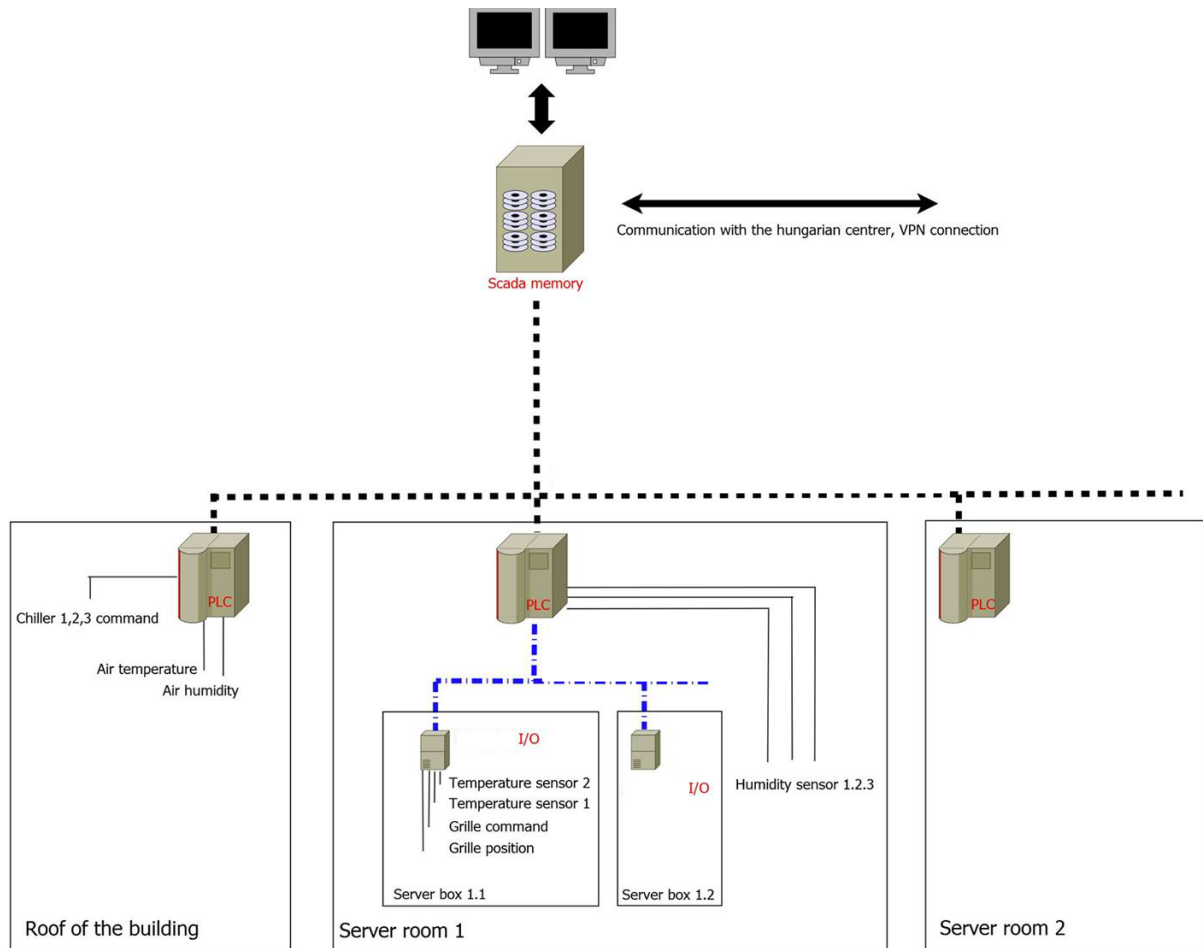 Communication with the hungarian centrer, VPN connection
Scada memory
PLC
Chiller 1,2,3 command
Air temperature
Air humidity
Roof of the building
PLC
I/O
Temperature sensor 2
Temperature sensor 1
Grille command
Grille position
Server box 1.1
I/O
Server box 1.2
Humidity sensor 1.2.3
Server room 1
PLC
Server room 2